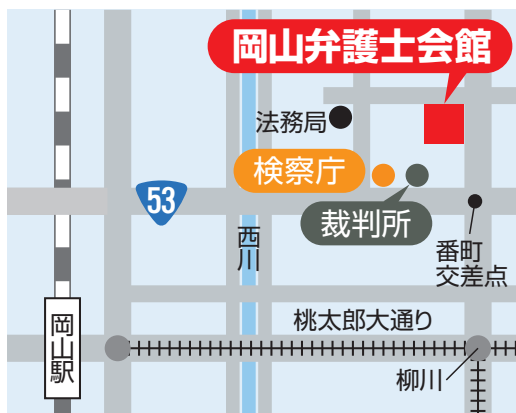 岡山弁護士会館
法務局
検察庁
53
裁判所
西川
番町
交差点
岡山駅
桃太郎大通り
柳川